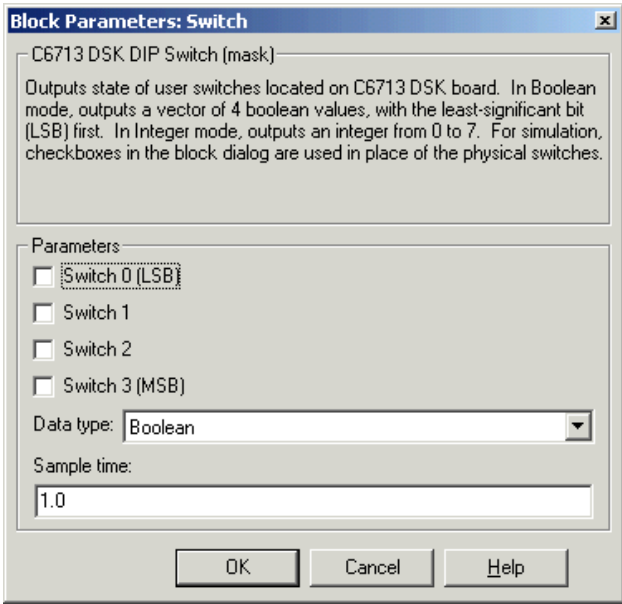 Block Parameters: Switch
C6713 DSK DIP Switch (mask)
Outputs state of user switches located on C6713 DSK board. In Boolean
mode, outputs a vector of 4 boolean values, with the least-significant bit
(LSB) first. In Integer mode, outputs an integer from 0 to 7. For simulation,
checkboxes in the block dialog are used in place of the physical switches.
Parameters
Switch 0 (LSB)
Switch 1
Switch 2
Switch 3 (MSB)
Data type: Boolean
Sample time:
1.0
OK Cancel Help